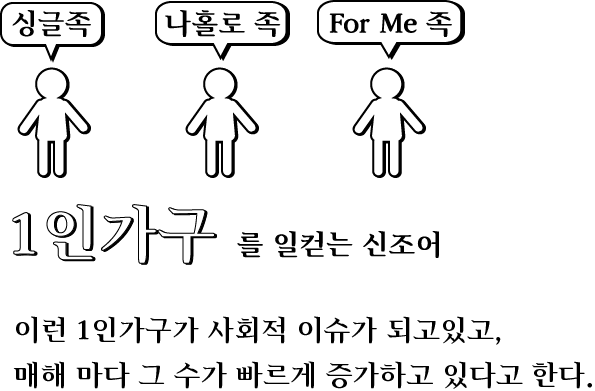 싱글족
나홀로 족
For Me 족
1인가구 를 일컫는 신조어
이런 1인가구가 사회적 이슈가 되고있고,
매해 마다 그 수가 빠르게 증가하고 있다고 한다.